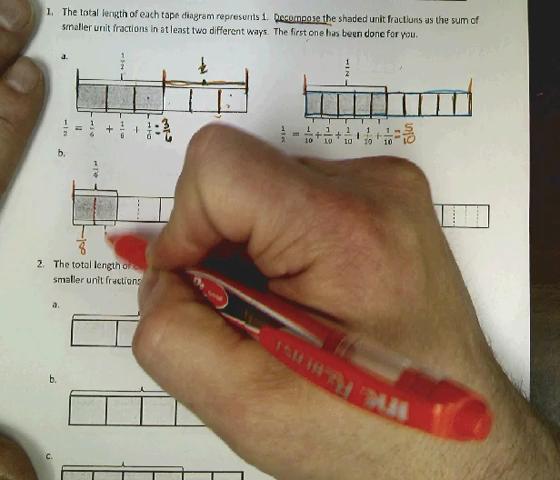 1. The total length of each tape diagram represents 1. Decompose the shaded unit fractions as the sum of
smaller unit fractions in at least two different ways. The first one has been done for you.
a.
1/2 1/2 1/2
1/2 = 1/6 + 1/6 + 1/6 = 3/6
1/2 = 1/10 + 1/10 + 1/10 + 1/10 + 1/10 = 5/10
b.
1/4
1/8
2. The total length of
smaller unit fractions
a.
b.
c.